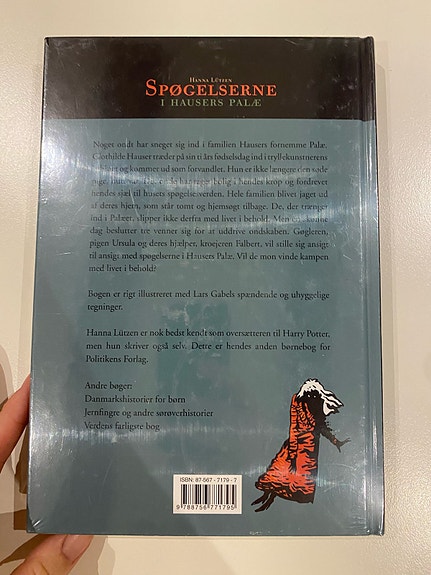 Hanna Lützen
Spøgelserne
i Hausers Palæ
Noget ondt har sneget sig ind i familien Hausers fornemme Palæ.
Clothilde Hauser træder på sin ti års fødselsdag ind i tryllekunstnerens
og kommer ud som forvandlet. Hun er ikke længere den søde
pige, bolig i hendes krop og fordrevet
hendes sjæl til husets spøgelseverden. Hele familien bliver jaget ud
af deres hjem, som står tomt og hjemsøgt tilbage. De, der trænger
ind i Palæet, slipper ikke derfra med livet i behold. Men en skønne
dag beslutter tre venner sig for at uddrive ondskaben. Gøgleren,
pigen Ursula og deres hjælper, kroejeren Falbert, vil stille sig ansigt
til ansigt med spøgelserne i Hausers Palæ. Vil de mon vinde kampen
med livet i behold?
Bogen er rigt illustreret med Lars Gabels spændende og uhyggelige
tegninger.
Hanna Lützen er nok bedst kendt som oversætteren til Harry Potter,
men hun skriver også selv. Dette er hendes anden børnebog for
Politikens Forlag.
Andre bøger:
Danmarkshistorier for børn
Jernfingre og andre sørøverhistorier
Verdens farligste bog
ISBN: 87-567-7179-7
9 788756 771795